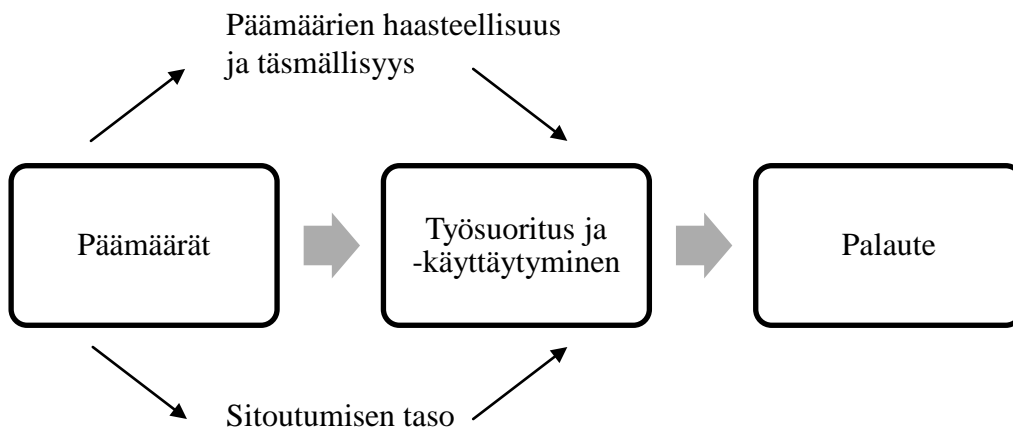 Päämäärien haasteellisuus
ja täsmällisyys
Päämäärät
Työsuoritus ja
-käyttäytyminen
Palaute
Sitoutumisen taso